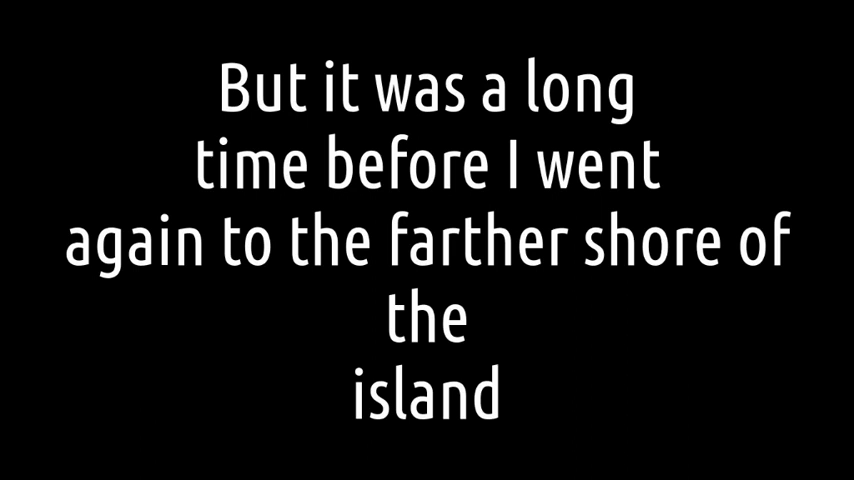 But it was a long
time before I went
again to the farther shore of
the
island